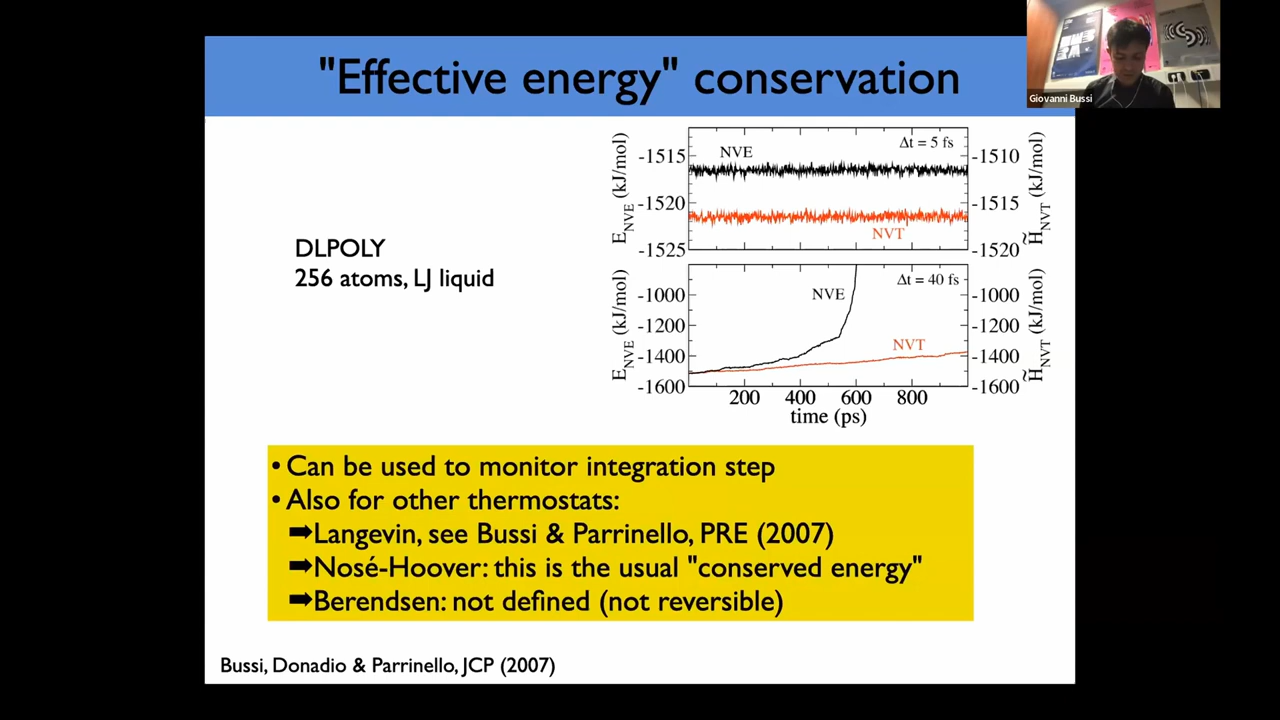 "Effective energy" conservation
Giovanni Bussi
DLPOLY
256 atoms, LJ liquid
E_NVE (kJ/mol)
-1515
-1520
-1525
NVE
Δt = 5 fs
NVT
-1510
-1515
-1520
H̃_NVT (kJ/mol)
E_NVE (kJ/mol)
-1000
-1200
-1400
-1600
NVE
Δt = 40 fs
NVT
-1000
-1200
-1400
-1600
H̃_NVT (kJ/mol)
200 400 600 800
time (ps)
• Can be used to monitor integration step
• Also for other thermostats:
➡Langevin, see Bussi & Parrinello, PRE (2007)
➡Nosé-Hoover: this is the usual "conserved energy"
➡Berendsen: not defined (not reversible)
Bussi, Donadio & Parrinello, JCP (2007)